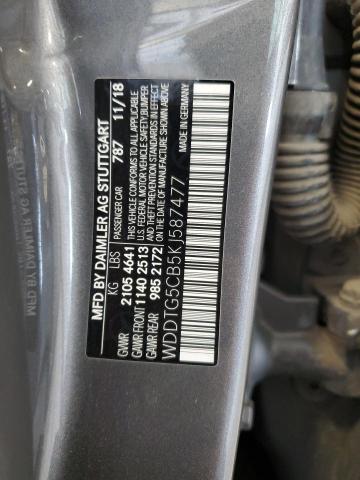 MFD BY DAIMLER AG STUTTGART
KG LBS PASSENGER CAR 787 11/18
GVWR 2105 4641 THIS VEHICLE CONFORMS TO ALL APPLICABLE
GAWR FRONT 1140 2513 U.S. FEDERAL MOTOR VEHICLE SAFETY BUMPER
GAWR REAR 985 2172 AND THEFT PREVENTION STANDARDS IN EFFECT
ON THE DATE OF MANUFACTURE SHOWN ABOVE
WDDTG5CB5KJ587477 MADE IN GERMANY